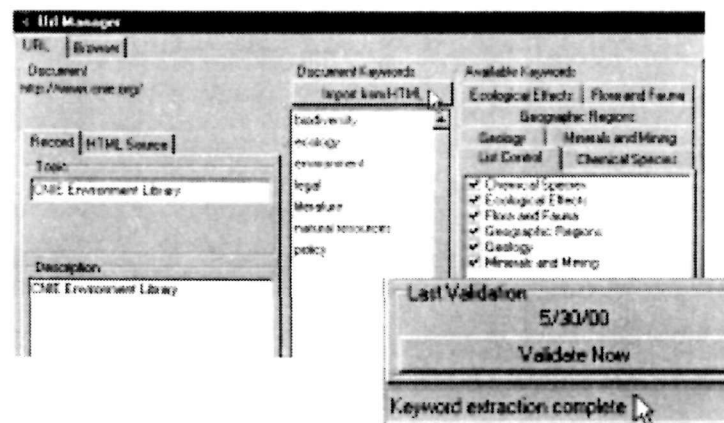 Url Manager
URL Browser
Document
http://www.cnie.org/
Record HTML Source
Topic
CNIE Environment Library
Description
CNIE Environment Library
Document Keywords
Import from HTML
biodiversity
ecology
environment
legal
literature
natural resources
policy
Available Keywords
Ecological Effects Flora and Fauna
Geographic Regions
Geology Minerals and Mining
List Control Chemical Species
Chemical Species
Ecological Effects
Flora and Fauna
Geographic Regions
Geology
Minerals and Mining
Last Validation
5/30/00
Validate Now
Keyword extraction complete